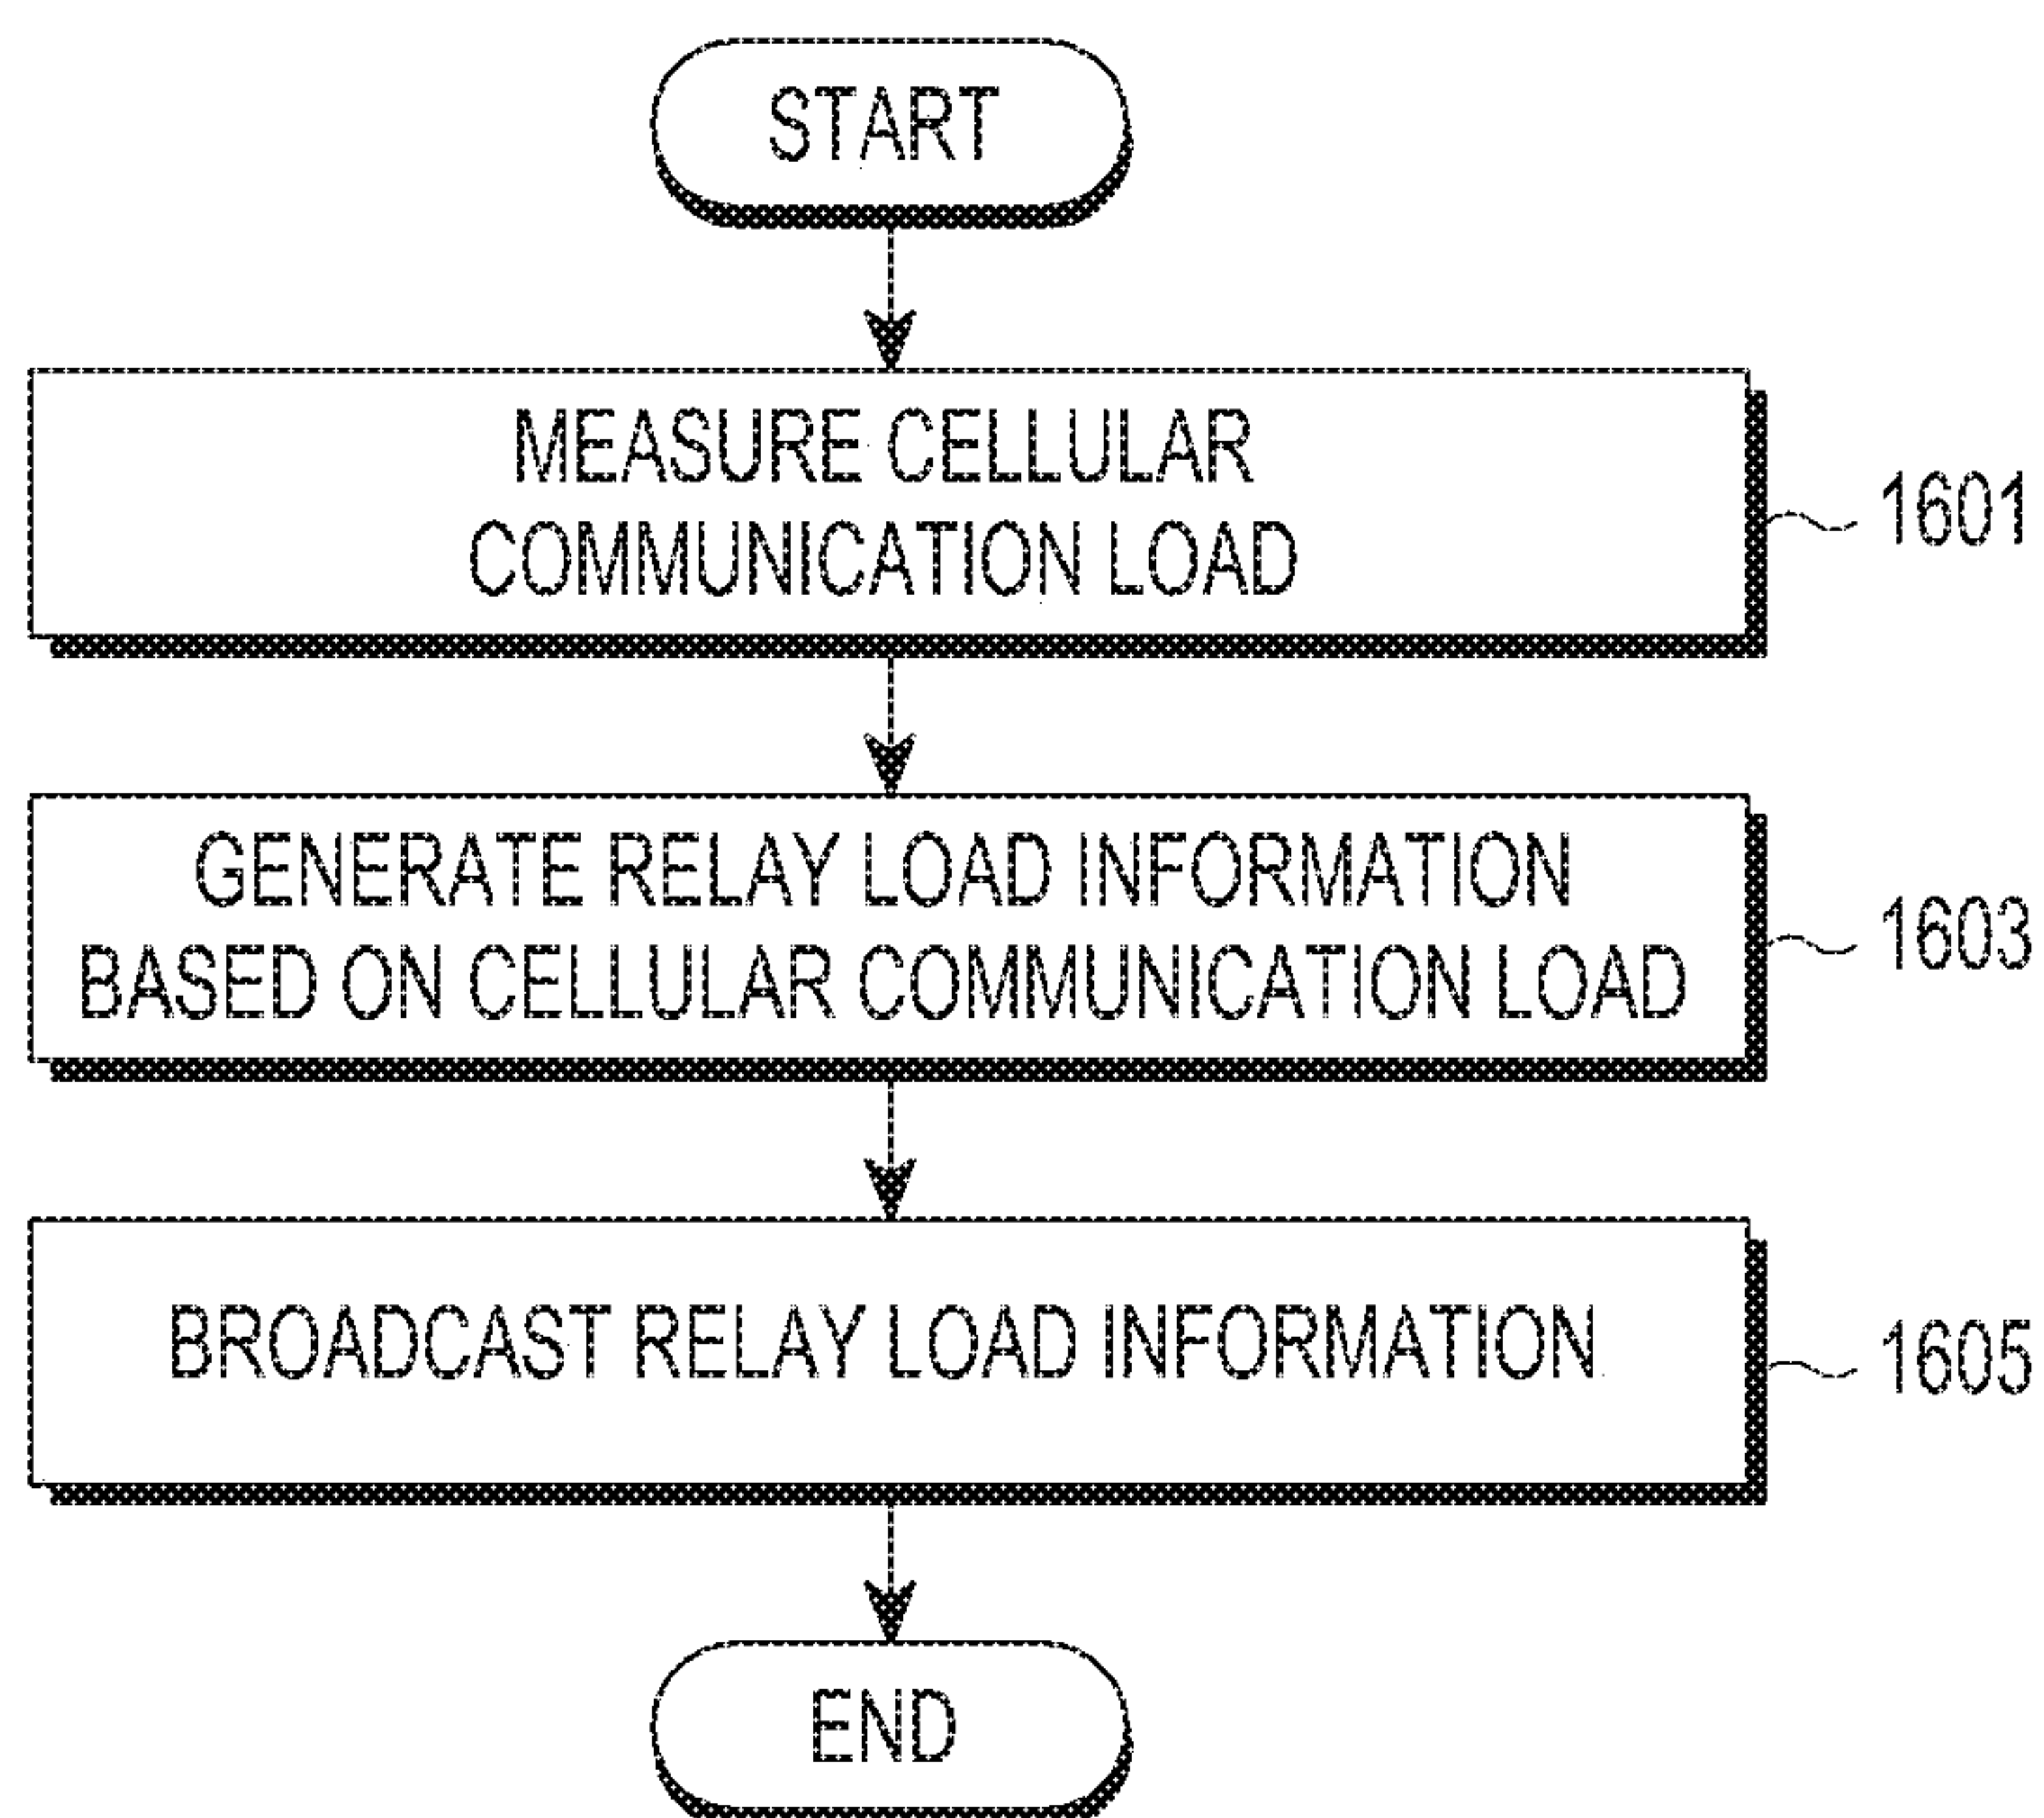 START
MEASURE CELLULAR
COMMUNICATION LOAD
1601
GENERATE RELAY LOAD INFORMATION
BASED ON CELLULAR COMMUNICATION LOAD
1603
BROADCAST RELAY LOAD INFORMATION
1605
END